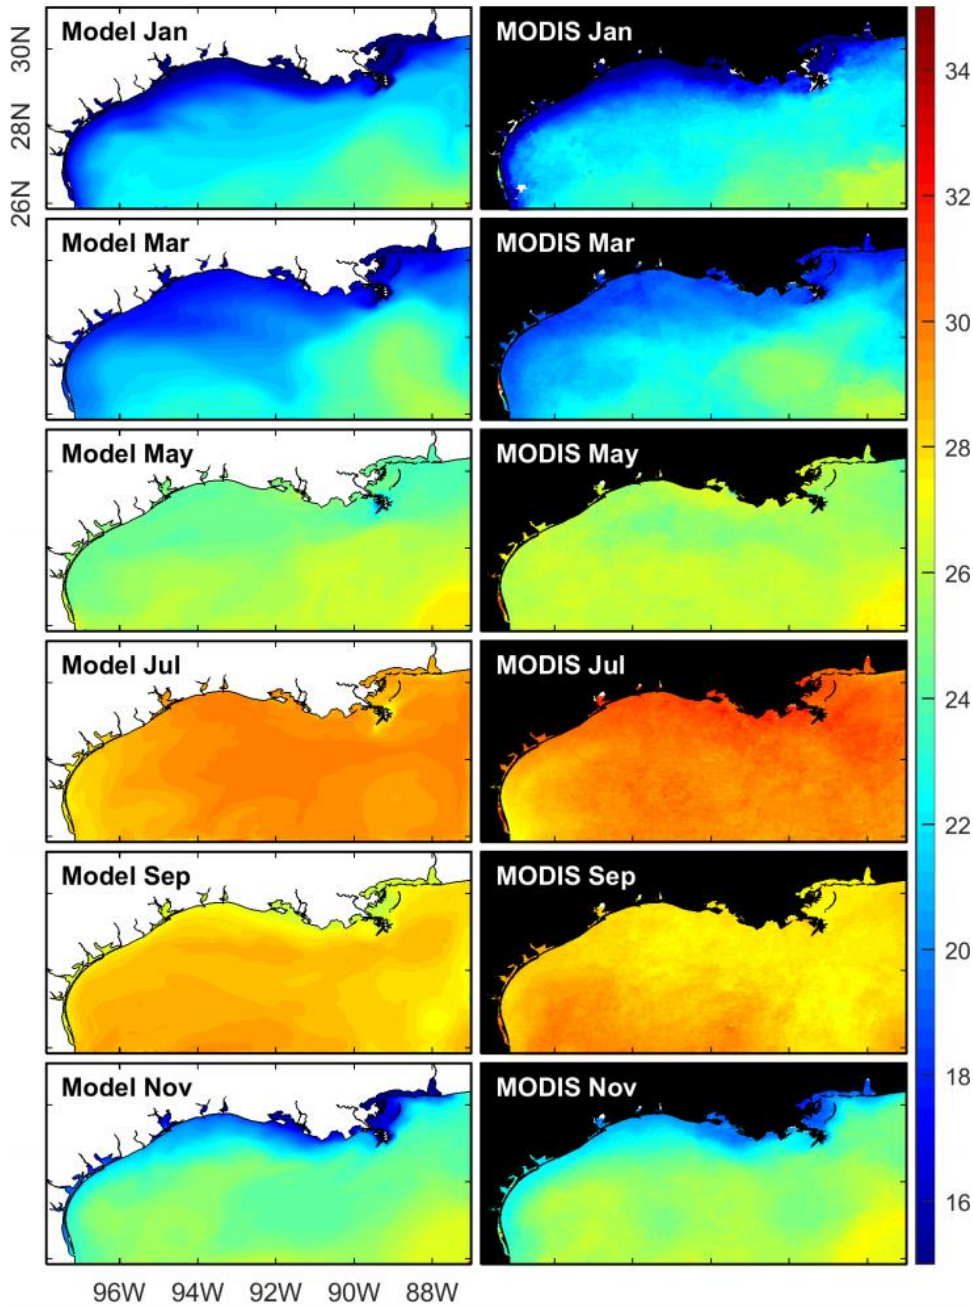 Model Jan
MODIS Jan
30N
28N
26N
Model Mar
MODIS Mar
Model May
MODIS May
Model Jul
MODIS Jul
Model Sep
MODIS Sep
Model Nov
MODIS Nov
96W 94W 92W 90W 88W
34
32
30
28
26
24
22
20
18
16